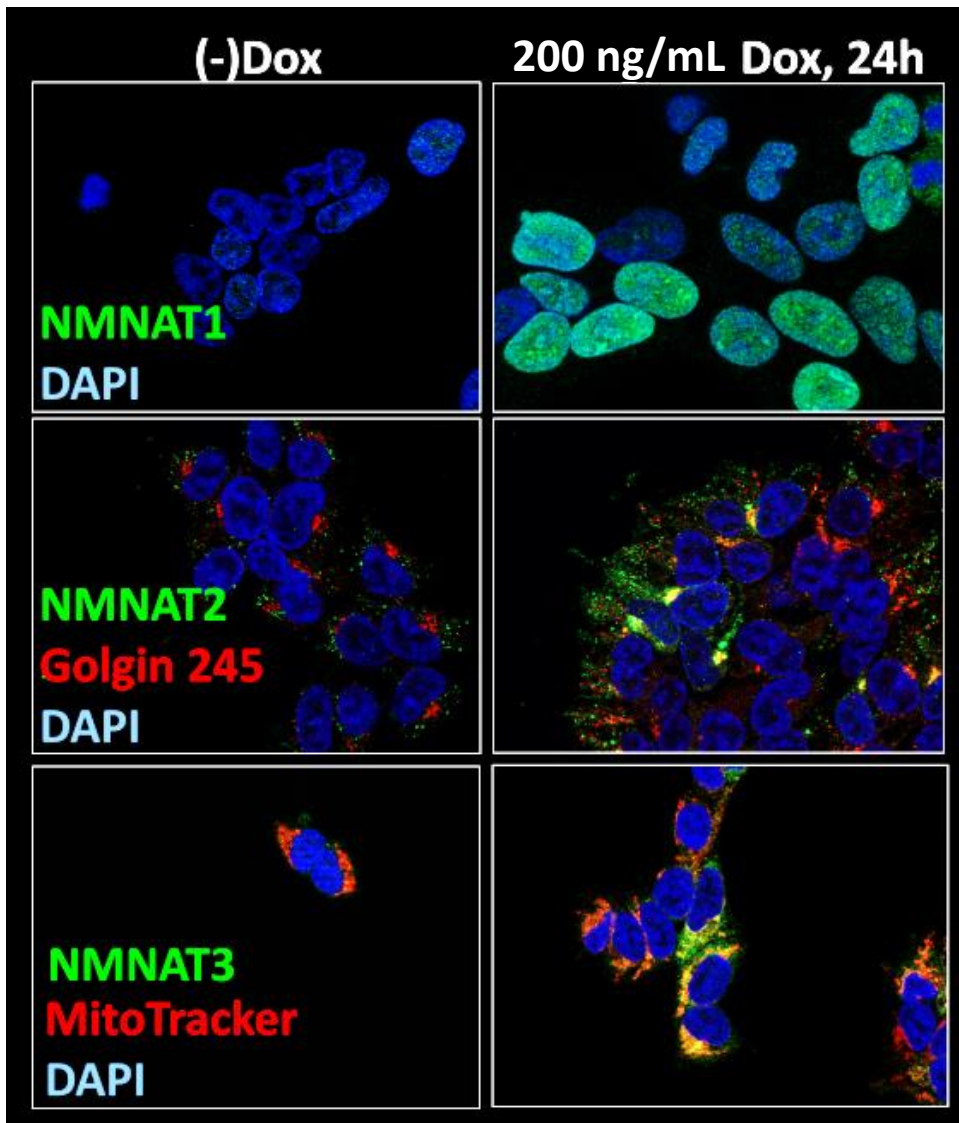 (-)Dox
200 ng/mL Dox, 24h
NMNAT1
DAPI
NMNAT2
Golgin 245
DAPI
NMNAT3
MitoTracker
DAPI